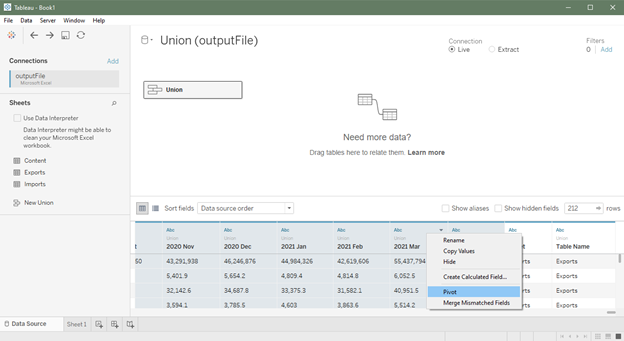 Tableau - Book1
File Data Server Window Help
Connections Add
outputFile
Microsoft Excel
Sheets
Use Data Interpreter
Data Interpreter might be able to
clean your Microsoft Excel
workbook.
Content
Exports
Imports
New Union
Union (outputFile)
Connection
Live Extract
Filters
0 Add
Union
Need more data?
Drag tables here to relate them. Learn more
Sort fields Data source order Show aliases Show hidden fields 212 rows
Abc Abc Abc Abc Abc Abc Abc Abc
Union Union Union Union Union Union
t 2020 Nov 2020 Dec 2021 Jan 2021 Feb 2021 Mar t Table Name
50 43,291,938 46,246,876 44,984,326 42,619,606 55,437,794 rts Exports
5,401.9 5,654.2 4,809.4 4,814.8 6,052.5 rts Exports
32,142.6 34,687.8 33,375.3 31,582.1 40,951.5 rts Exports
3,594.1 3,785.5 4,603 3,863.6 5,514.2 rts Exports
Rename
Copy Values
Hide
Create Calculated Field...
Pivot
Merge Mismatched Fields
Data Source Sheet 1